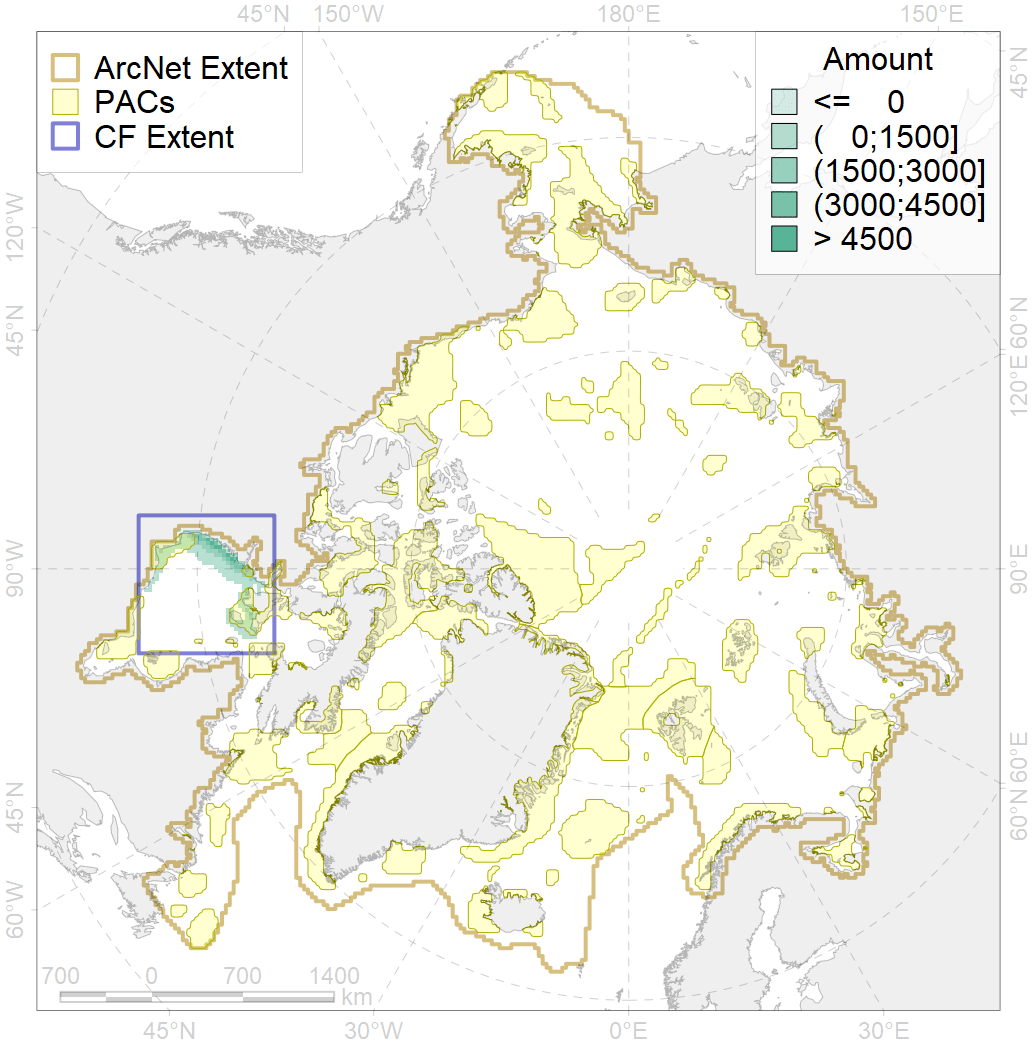 45°N 150°W 180°E 150°E
ArcNet Extent
PACs
CF Extent
Amount
<= 0
( 0;1500]
(1500;3000]
(3000;4500]
> 4500
45°N
120°W
45°N
60°N
120°E
90°W
90°E
45°N
60°N
60°E
60°W
700 0 700 1400
km
45°N 30°W 0°E 30°E